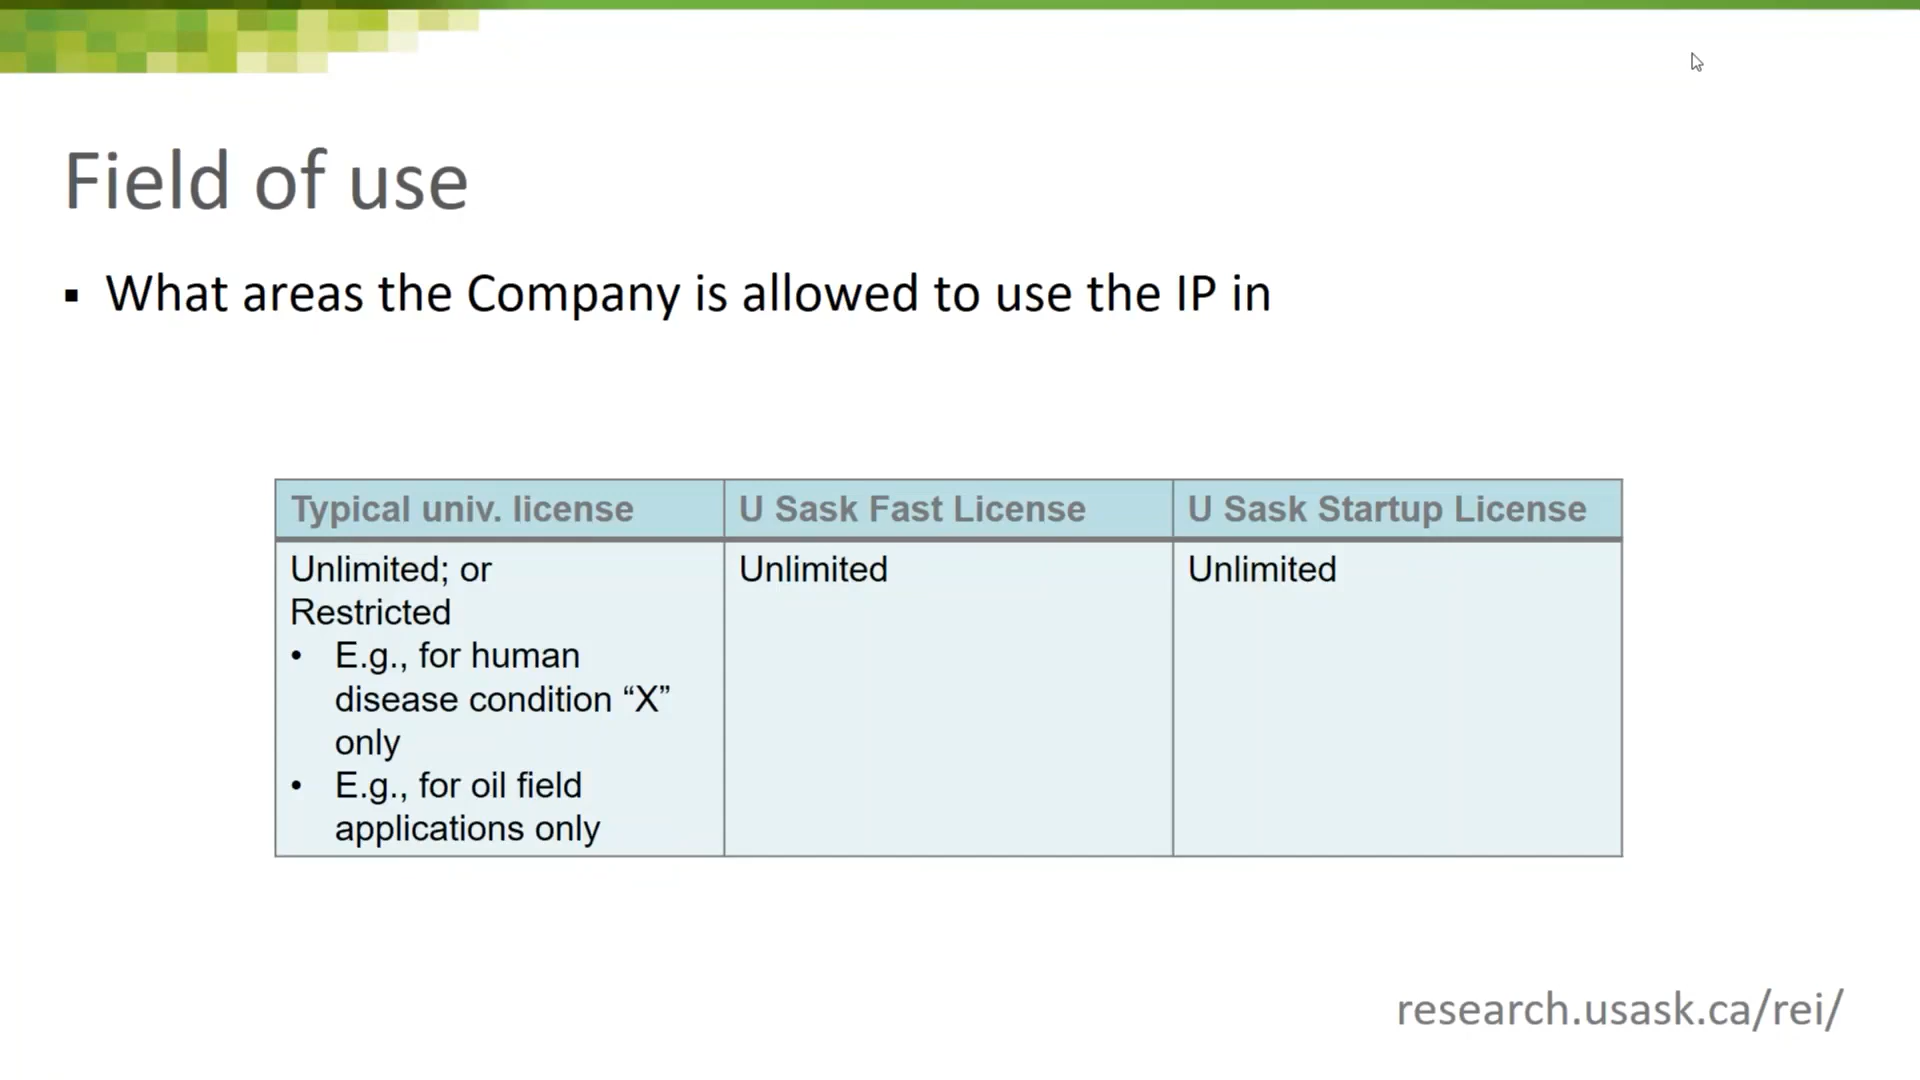 Field of use
▪ What areas the Company is allowed to use the IP in
Typical univ. license
U Sask Fast License
U Sask Startup License
Unlimited; or
Restricted
• E.g., for human
disease condition “X”
only
• E.g., for oil field
applications only
Unlimited
Unlimited
research.usask.ca/rei/